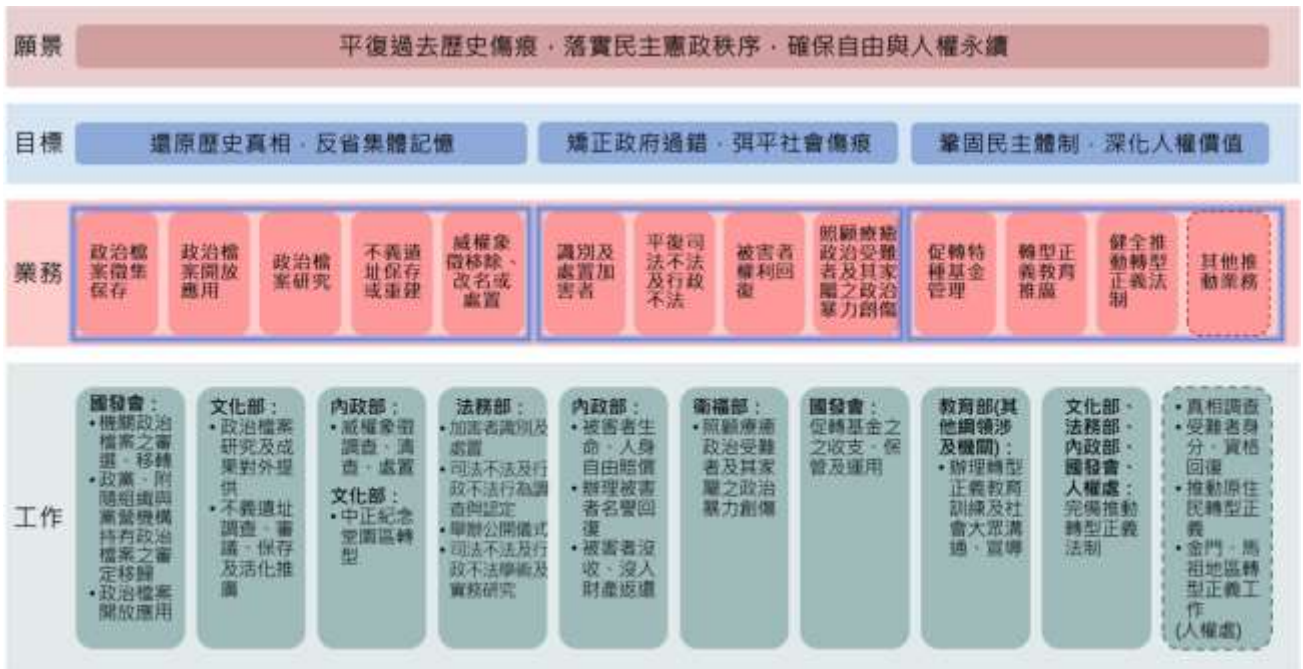 願景
平復過去歷史傷痕，落實民主憲政秩序，確保自由與人權永續
目標
還原歷史真相，反省集體記憶
矯正政府過錯，弭平社會傷痕
鞏固民主體制，深化人權價值
業務
政治檔
案徵集
保存
政治檔
案開放
應用
政治檔
案研究
不義遺
址保存
或重建
威權象
徵移除、
改名或
處置
識別及
處置加
害者
平復司
法不法
及行政
不法
被害者
權利回
復
照顧療癒
政治受難
者及其家
屬之政治
暴力創傷
促轉特
種基金
管理
轉型正
義教育
推廣
健全推
動轉型
正義法
制
其他推
動業務
工作
國發會：
•機關政治
檔案之審
選、移轉
•政黨、附
隨組織與
黨營機構
持有政治
檔案之審
定移歸
•政治檔案
開放應用
文化部：
•政治檔案
研究及成
果對外提
供
•不義遺址
調查、審
議、保存
及活化推
廣
內政部：
•威權象徵
調查、清
查、處置
文化部：
•中正紀念
堂園區轉
型
法務部：
•加害者識別及
處置
•司法不法及行
政不法行為調
查與認定
•舉辦公開儀式
•司法不法及行
政不法學術及
實務研究
內政部：
•被害者生
命、人身
自由賠償
•辦理被害
者名譽回
復
•被害者沒
收、沒入
財產返還
衛福部：
•照顧療癒
政治受難
者及其家
屬之政治
暴力創傷
國發會：
促轉基金之
之收支、保
管及運用
教育部(其
他綱領涉
及機關)：
•辦理轉型
正義教育
訓練及社
會大眾溝
通、宣導
文化部、
法務部、
內政部、
國發會、
人權處：
完備推動
轉型正義
法制
•真相調查
•受難者身
分、資格
回復
•推動原住
民轉型正
義
•金門、馬
祖地區轉
型正義工
作
(人權處)